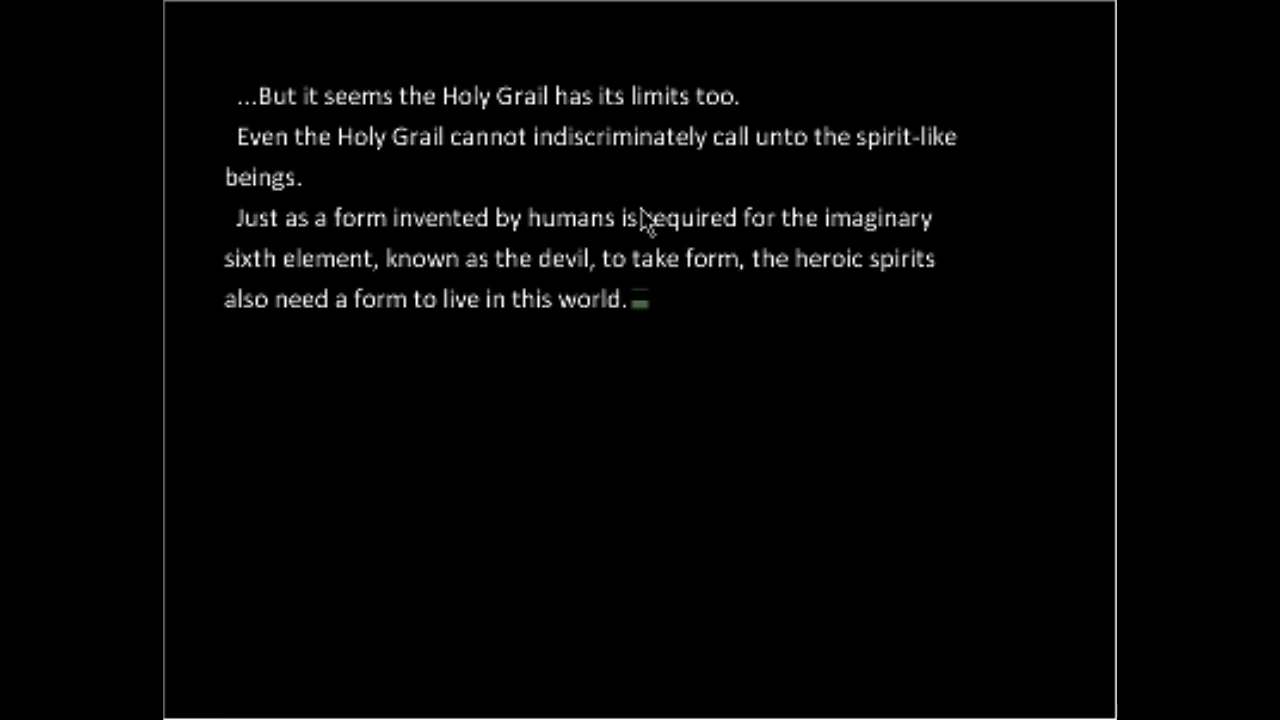 ...But it seems the Holy Grail has its limits too.
Even the Holy Grail cannot indiscriminately call unto the spirit-like
beings.
Just as a form invented by humans is required for the imaginary
sixth element, known as the devil, to take form, the heroic spirits
also need a form to live in this world.